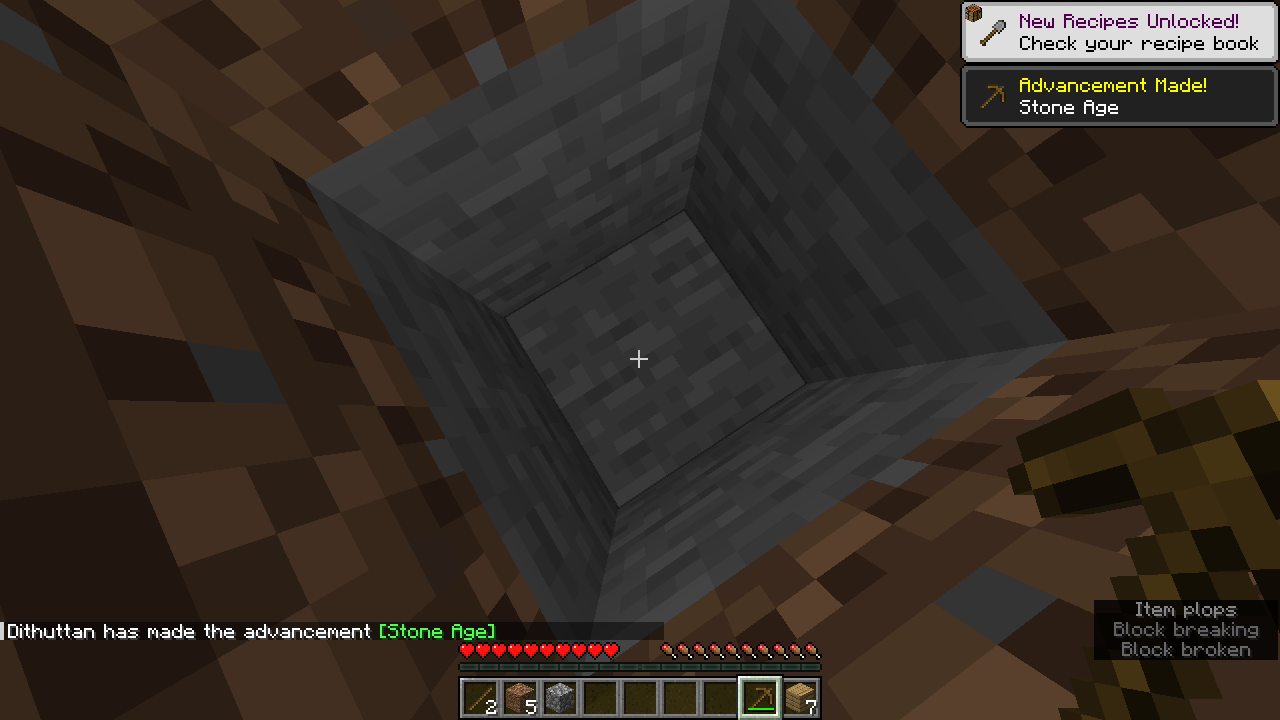 New Recipes Unlocked!
Check your recipe book
Advancement Made!
Stone Age
Dithuttan has made the advancement [Stone Age]
Item plops
Block breaking
Block broken
2
5
7